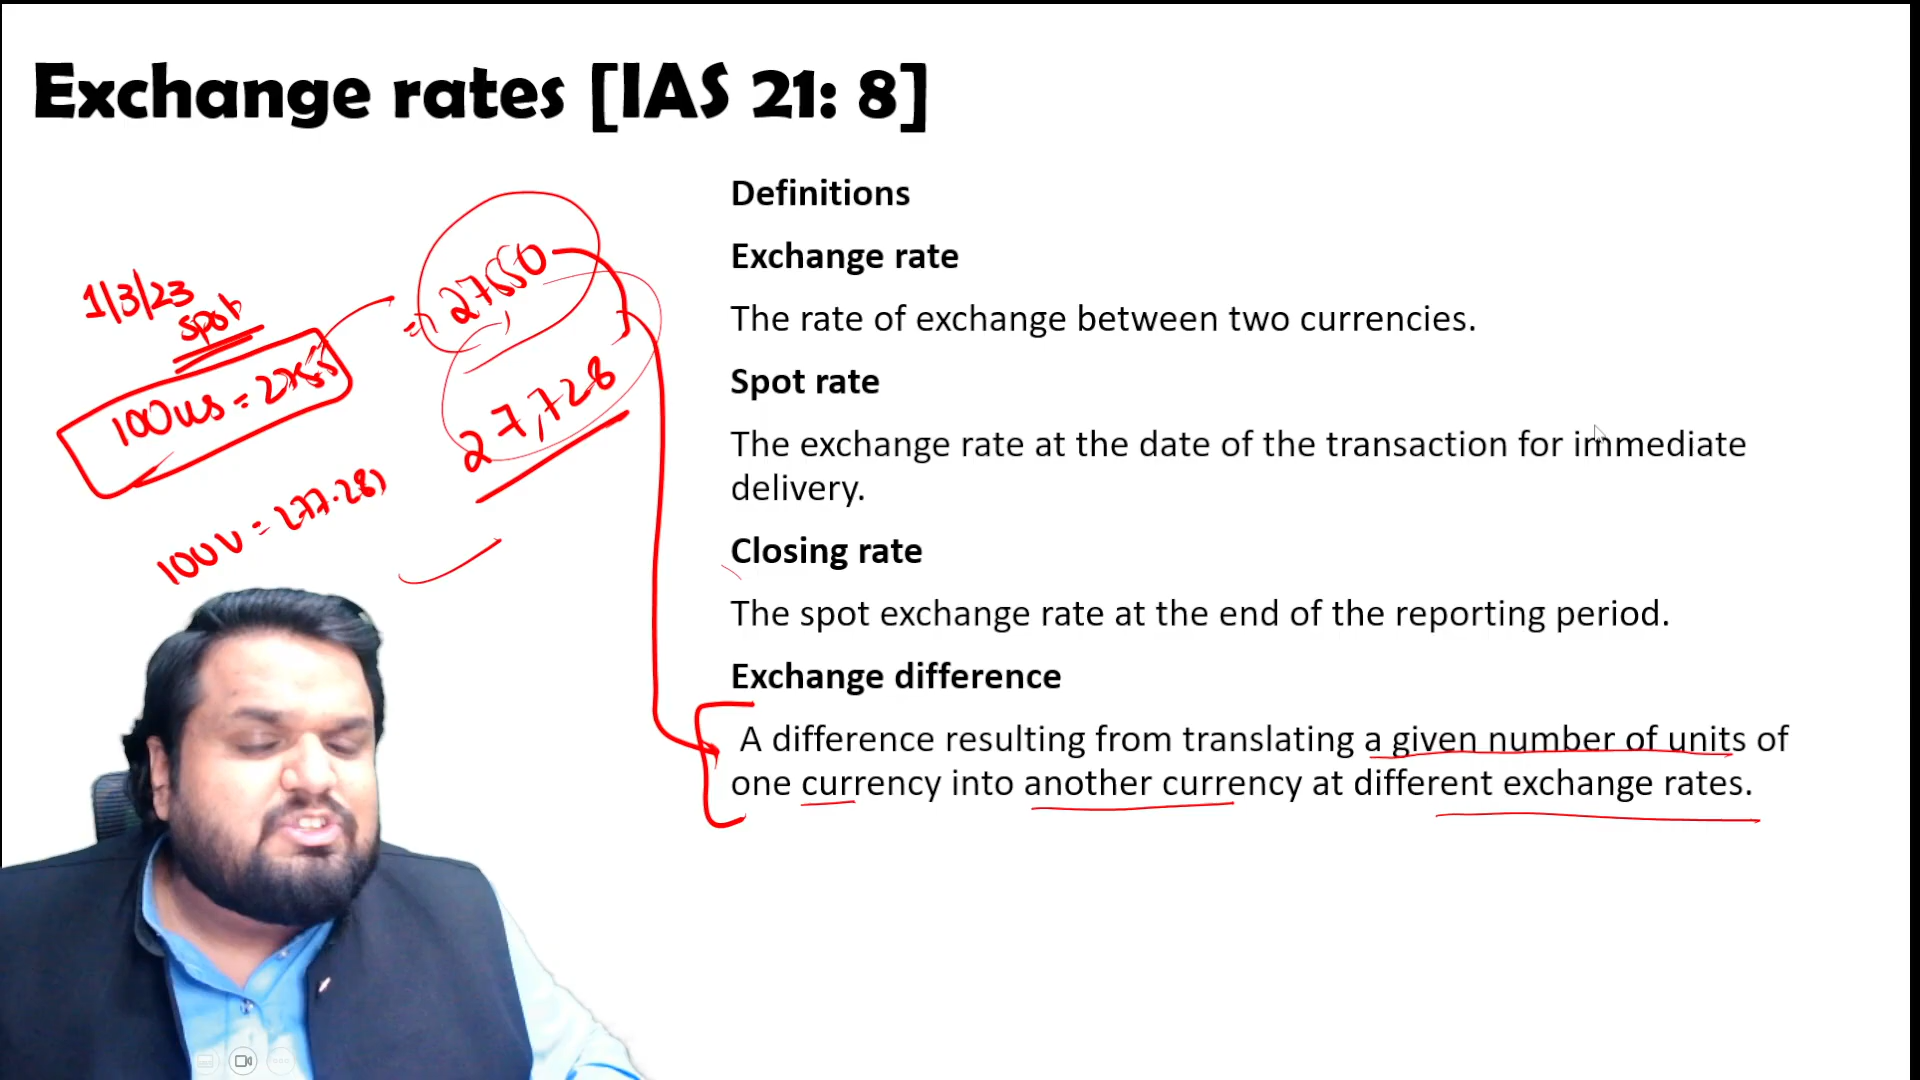 Exchange rates [IAS 21: 8]
1/3/23
spot
27550
27,728
Definitions
Exchange rate
The rate of exchange between two currencies.
Spot rate
The exchange rate at the date of the transaction for immediate
delivery.
Closing rate
The spot exchange rate at the end of the reporting period.
Exchange difference
A difference resulting from translating a given number of units of
one currency into another currency at different exchange rates.